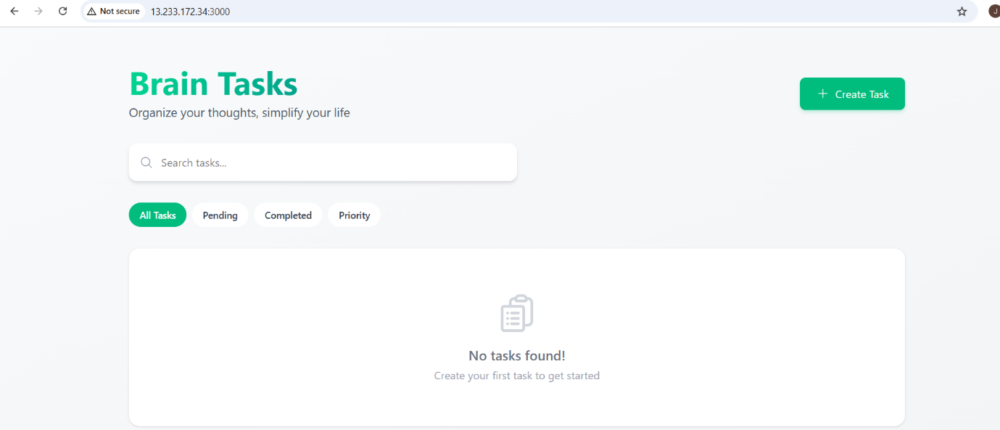 Not secure 13.233.172.34:3000
J
Brain Tasks
Organize your thoughts, simplify your life
+ Create Task
Search tasks...
All Tasks Pending Completed Priority
No tasks found!
Create your first task to get started